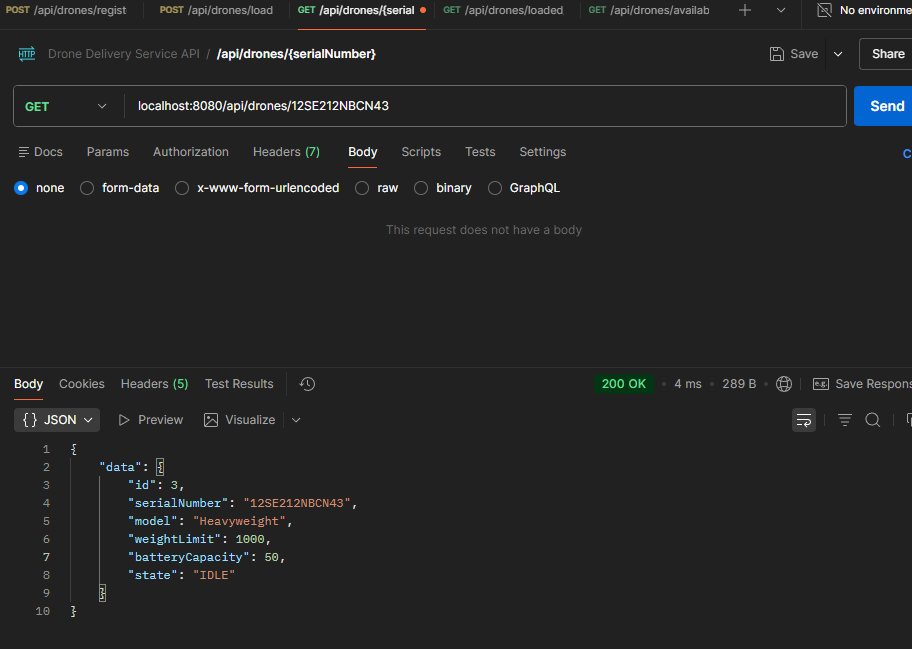 POST /api/drones/regist POST /api/drones/load GET /api/drones/{serial GET /api/drones/loaded GET /api/drones/availab No environme
HTTP Drone Delivery Service API / /api/drones/{serialNumber} Save Share
GET localhost:8080/api/drones/12SE212NBCN43 Send
Docs Params Authorization Headers (7) Body Scripts Tests Settings C
none form-data x-www-form-urlencoded raw binary GraphQL
This request does not have a body
Body Cookies Headers (5) Test Results 200 OK • 4 ms • 289 B • e.g. Save Respons
{} JSON Preview Visualize
1 {
2 "data": {
3 "id": 3,
4 "serialNumber": "12SE212NBCN43",
5 "model": "Heavyweight",
6 "weightLimit": 1000,
7 "batteryCapacity": 50,
8 "state": "IDLE"
9 }
10 }